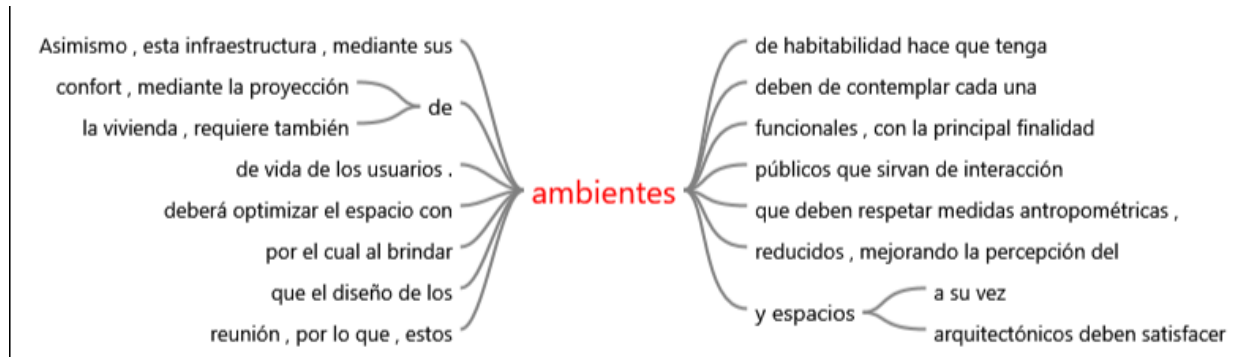 Asimismo , esta infraestructura , mediante sus
confort , mediante la proyección
de
la vivienda , requiere también
de vida de los usuarios .
deberá optimizar el espacio con
por el cual al brindar
que el diseño de los
reunión , por lo que , estos
ambientes
de habitabilidad hace que tenga
deben de contemplar cada una
funcionales , con la principal finalidad
públicos que sirvan de interacción
que deben respetar medidas antropométricas ,
reducidos , mejorando la percepción del
y espacios
a su vez
arquitectónicos deben satisfacer